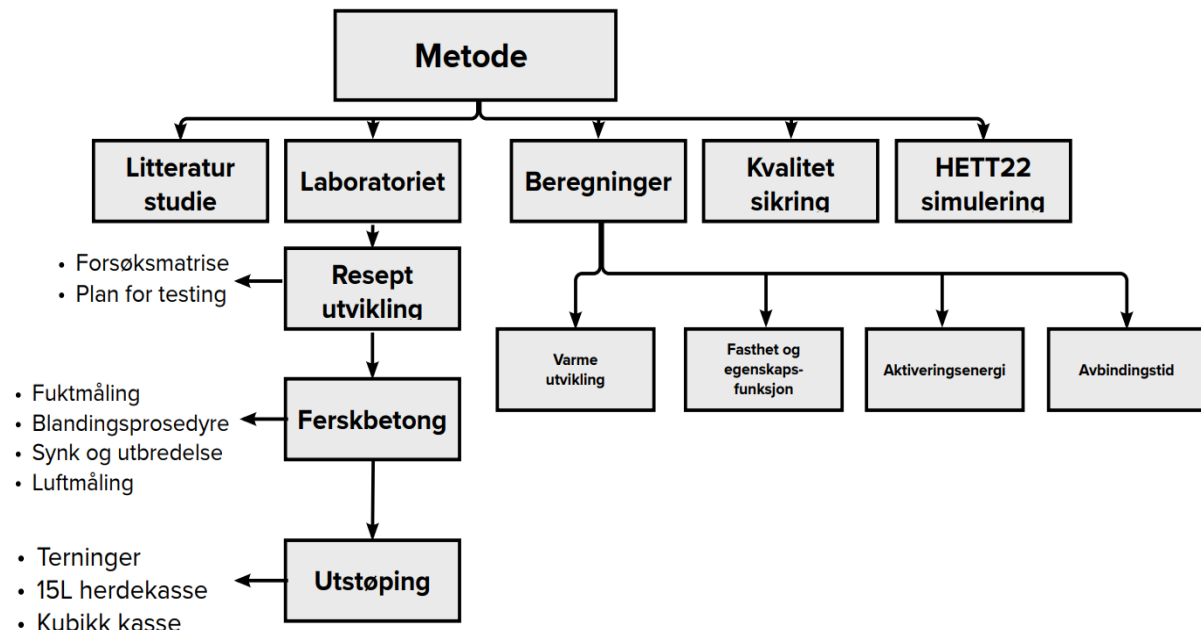 Metode
Litteratur
studie
Laboratoriet
Beregninger
Kvalitet
sikring
HETT22
simulering
• Forsøksmatrise
• Plan for testing
Resept
utvikling
Varme
utvikling
Fasthet og
egenskaps-
funksjon
Aktiveringsenergi
Avbindingstid
• Fuktmåling
• Blandingsprosedyre
• Synk og utbredelse
• Luftmåling
Ferskbetong
• Terninger
• 15L herdekasse
• Kubikk kasse
Utstøping